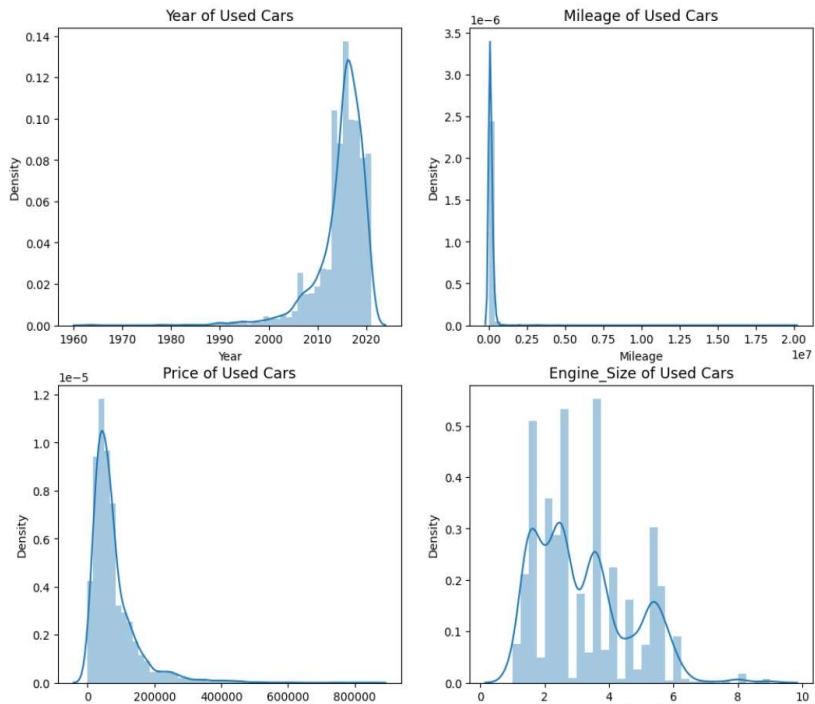 Year of Used Cars
0.14
0.12
0.10
0.08
0.06
0.04
0.02
0.00
Density
1960 1970 1980 1990 2000 2010 2020
Year
Mileage of Used Cars
1e−6
3.5
3.0
2.5
2.0
1.5
1.0
0.5
0.0
Density
0.00 0.25 0.50 0.75 1.00 1.25 1.50 1.75 2.00
Mileage
1e7
Price of Used Cars
1e−5
1.2
1.0
0.8
0.6
0.4
0.2
0.0
Density
0 200000 400000 600000 800000
Engine_Size of Used Cars
0.5
0.4
0.3
0.2
0.1
0.0
Density
0 2 4 6 8 10